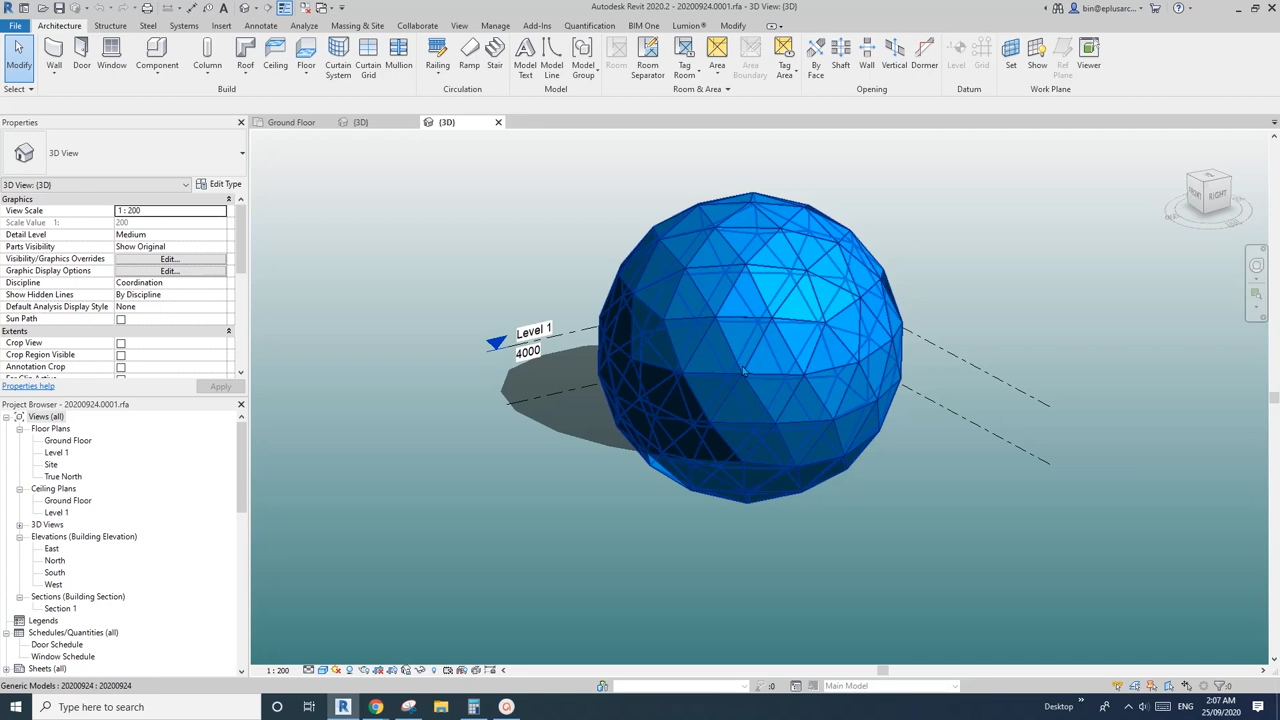 Autodesk Revit 2020.2 - 20200924.0001.rfa - 3D View: {3D}
bin@eplusarc...
File Architecture Structure Steel Systems Insert Annotate Analyze Massing & Site Collaborate View Manage Add-Ins Quantification BIM One Lumion® Modify
Modify Wall Door Window Component Column Roof Ceiling Floor Curtain System Curtain Grid Mullion Railing Ramp Stair Model Text Model Line Model Group Room Room Separator Tag Room Area Area Boundary Tag Area By Face Shaft Wall Vertical Dormer Level Grid Set Show Ref Plane Viewer
Select Build Circulation Model Room & Area Opening Datum Work Plane
Properties
Ground Floor {3D} {3D}
3D View
3D View: {3D} Edit Type
Graphics
View Scale 1 : 200
Scale Value 1: 200
Detail Level Medium
Parts Visibility Show Original
Visibility/Graphics Overrides Edit...
Graphic Display Options Edit...
Discipline Coordination
Show Hidden Lines By Discipline
Default Analysis Display Style None
Sun Path
Extents
Crop View
Crop Region Visible
Annotation Crop
Properties help Apply
Project Browser - 20200924.0001.rfa
Views (all)
Floor Plans
Ground Floor
Level 1
Site
True North
Ceiling Plans
Ground Floor
Level 1
3D Views
Elevations (Building Elevation)
East
North
South
West
Sections (Building Section)
Section 1
Legends
Schedules/Quantities (all)
Door Schedule
Window Schedule
Sheets (all)
Level 1
4000
RIGHT
1 : 200
Generic Models : 20200924 : 20200924
:0 Main Model :0
Type here to search
Desktop ENG 2:07 AM
25/09/2020